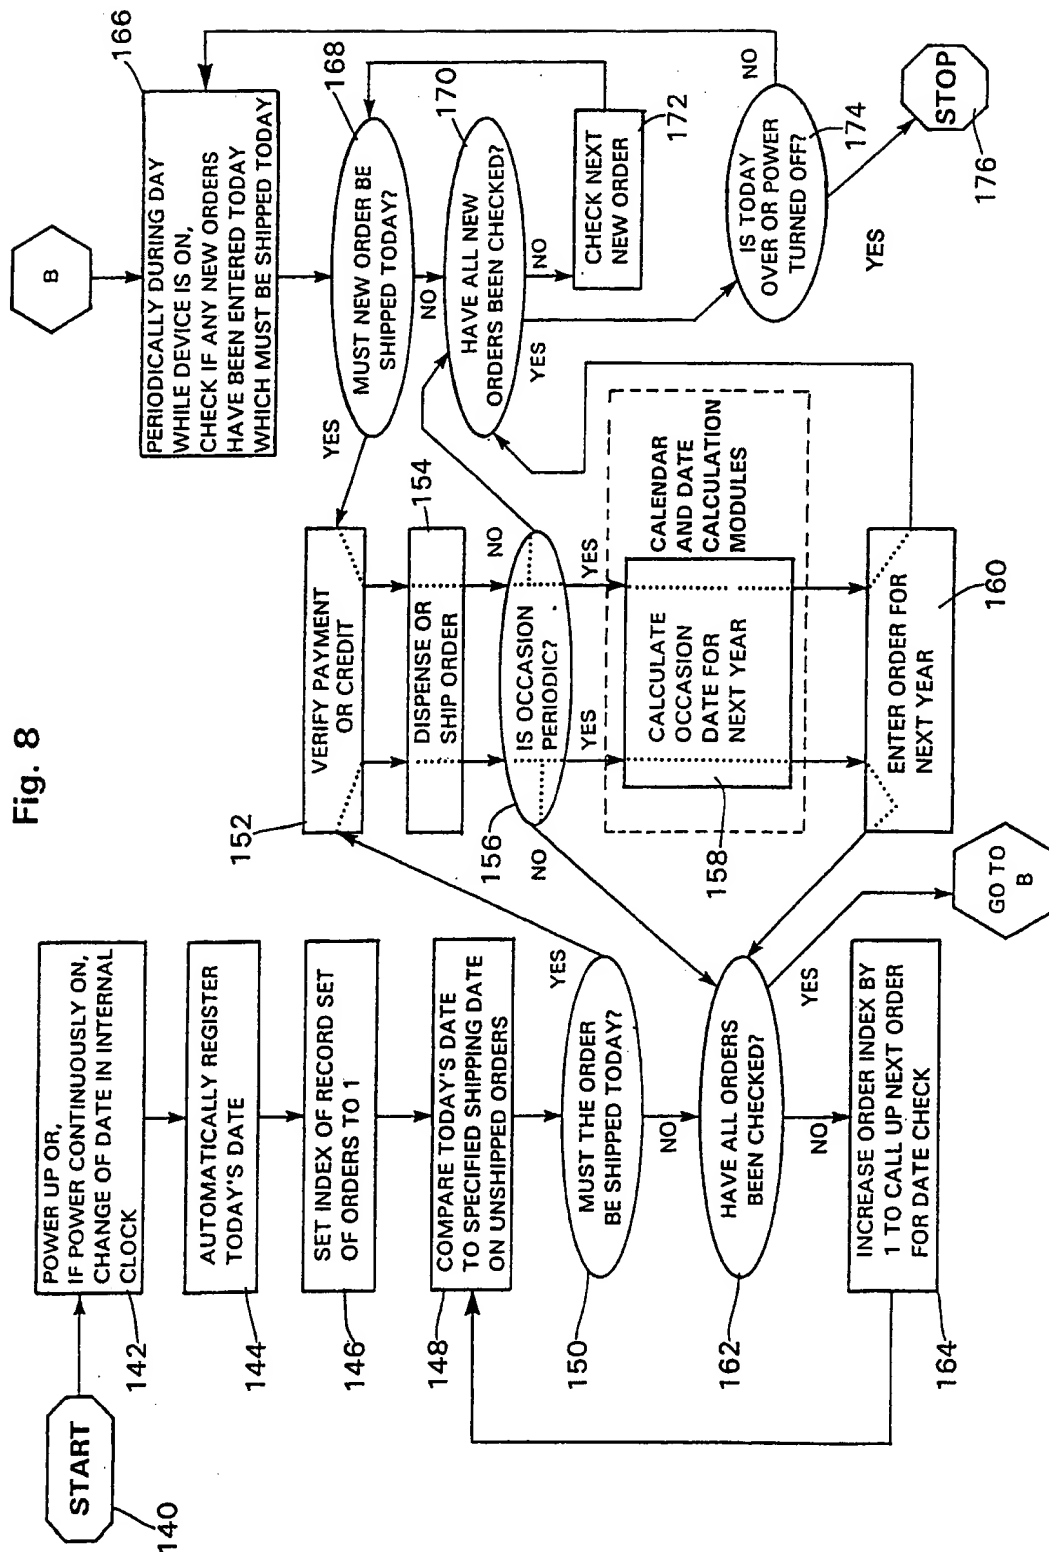 Fig. 8
START
140
POWER UP OR,
IF POWER CONTINUOUSLY ON,
CHANGE OF DATE IN INTERNAL
CLOCK
142
AUTOMATICALLY REGISTER
TODAY'S DATE
144
SET INDEX OF RECORD SET
OF ORDERS TO 1
146
COMPARE TODAY'S DATE
TO SPECIFIED SHIPPING DATE
ON UNSHIPPED ORDERS
148
MUST THE ORDER
BE SHIPPED TODAY?
150
YES
NO
HAVE ALL ORDERS
BEEN CHECKED?
162
YES
NO
INCREASE ORDER INDEX BY
1 TO CALL UP NEXT ORDER
FOR DATE CHECK
164
GO TO
B
VERIFY PAYMENT
OR CREDIT
152
DISPENSE OR
SHIP ORDER
154
IS OCCASION
PERIODIC?
156
NO
NO
YES
YES
CALCULATE
OCCASION
DATE FOR
NEXT YEAR
158
CALENDAR
AND DATE
CALCULATION
MODULES
ENTER ORDER FOR
NEXT YEAR
160
B
PERIODICALLY DURING DAY
WHILE DEVICE IS ON,
CHECK IF ANY NEW ORDERS
HAVE BEEN ENTERED TODAY
WHICH MUST BE SHIPPED TODAY
166
MUST NEW ORDER BE
SHIPPED TODAY?
168
YES
NO
HAVE ALL NEW
ORDERS BEEN CHECKED?
170
YES
NO
CHECK NEXT
NEW ORDER
172
IS TODAY
OVER OR POWER
TURNED OFF?
174
NO
YES
STOP
176